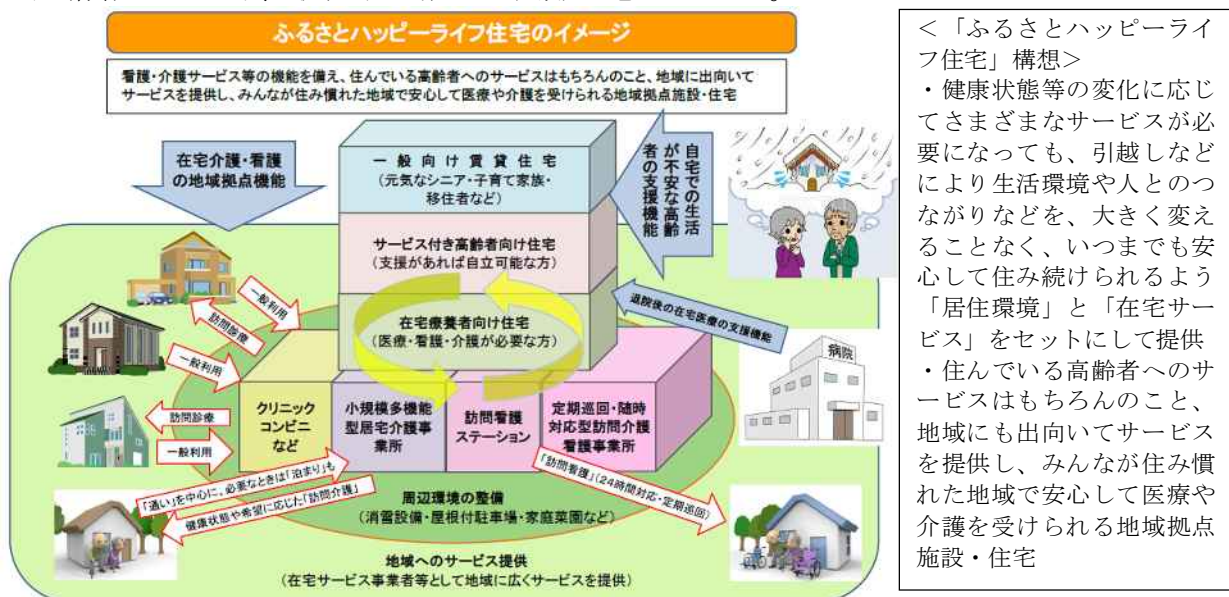 ふるさとハッピーライフ住宅のイメージ
看護・介護サービス等の機能を備え、住んでいる高齢者へのサービスはもちろんのこと、地域に出向いて
サービスを提供し、みんなが住み慣れた地域で安心して医療や介護を受けられる地域拠点施設・住宅
在宅介護・看護
の地域拠点機能
一般向け賃貸住宅
(元気なシニア・子育て家族・
移住者など)
自宅での生活
が不安な高齢
者の支援機能
サービス付き高齢者向け住宅
(支援があれば自立可能な方)
在宅療養者向け住宅
(医療・看護・介護が必要な方)
退院後の在宅医療の支援機能
病院
一般利用
訪問診療
一般利用
訪問診療
一般利用
クリニック
コンビニ
など
小規模多機能
型居宅介護事
業所
訪問看護
ステーション
定期巡回・随時
対応型訪問介護
看護事業所
「通い」を中心に、必要なときは「泊まり」も
健康状態や希望に応じた「訪問介護」
「訪問看護」(24時間対応・定期巡回)
周辺環境の整備
(消雪設備・屋根付駐車場・家庭菜園など)
地域へのサービス提供
(在宅サービス事業者等として地域に広くサービスを提供)
<「ふるさとハッピーライ
フ住宅」構想>
・健康状態等の変化に応じ
てさまざまなサービスが必
要になっても、引越しなど
により生活環境や人とのつ
ながりなどを、大きく変え
ることなく、いつまでも安
心して住み続けられるよう
「居住環境」と「在宅サー
ビス」をセットにして提供
・住んでいる高齢者へのサ
ービスはもちろんのこと、
地域にも出向いてサービス
を提供し、みんなが住み慣
れた地域で安心して医療や
介護を受けられる地域拠点
施設・住宅